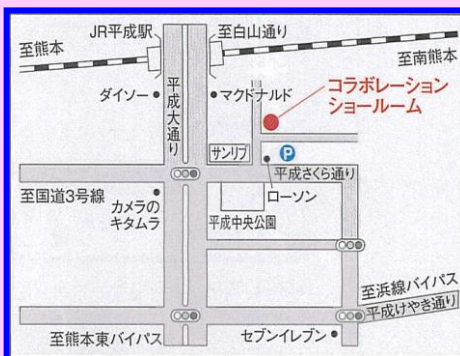 JR平成駅
至白山通り
至熊本
至南熊本
平成大通り
ダイソー
マクドナルド
コラボレーション
ショールーム
サンリブ
P
平成さくら通り
至国道3号線
カメラの
キタムラ
ローソン
平成中央公園
至浜線バイパス
平成けやき通り
至熊本東バイパス
セブンイレブン